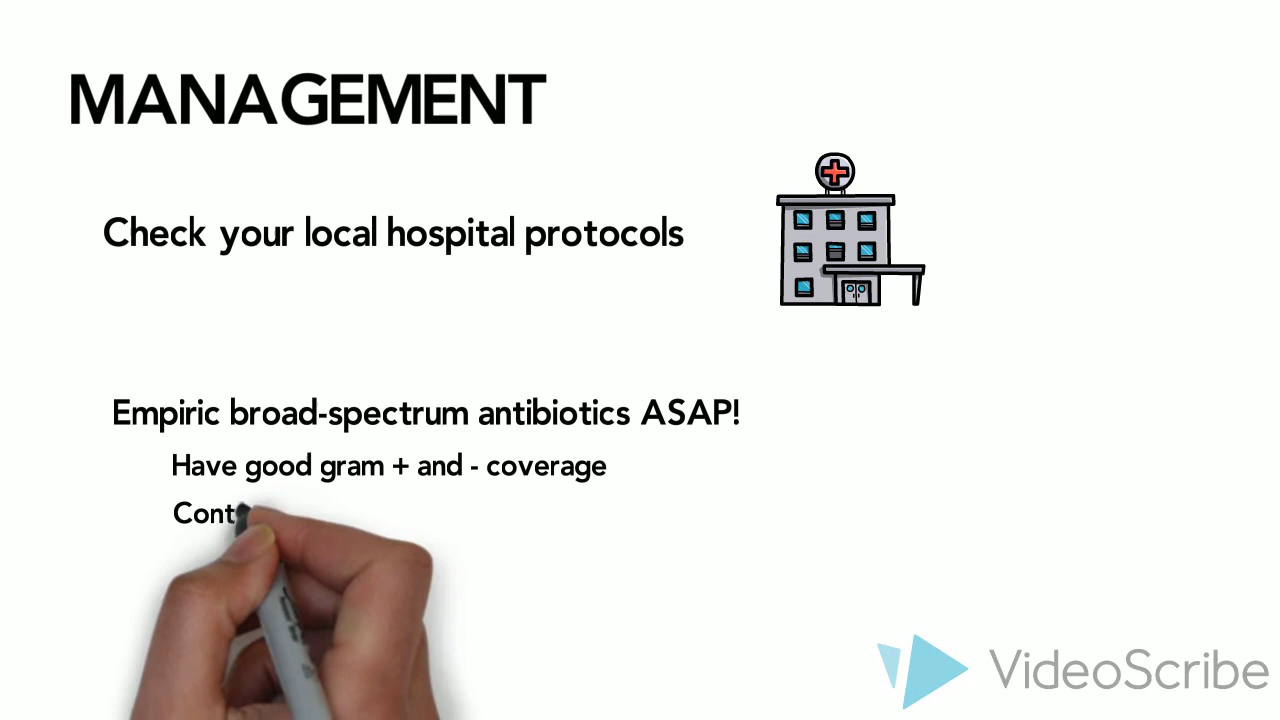 MANAGEMENT
Check your local hospital protocols
Empiric broad-spectrum antibiotics ASAP!
Have good gram + and - coverage
Cont
VideoScribe